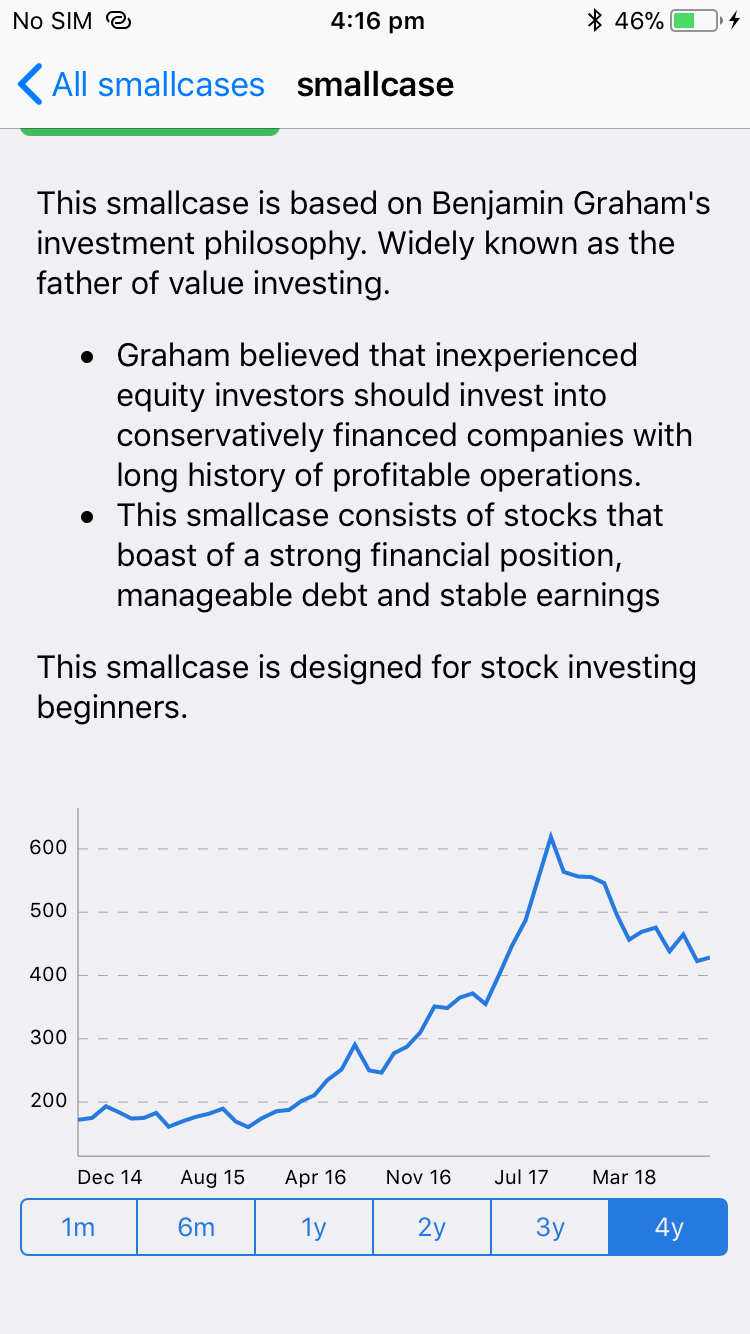 No SIM 4:16 pm 46%
All smallcases smallcase
This smallcase is based on Benjamin Graham's
investment philosophy. Widely known as the
father of value investing.
• Graham believed that inexperienced
equity investors should invest into
conservatively financed companies with
long history of profitable operations.
• This smallcase consists of stocks that
boast of a strong financial position,
manageable debt and stable earnings
This smallcase is designed for stock investing
beginners.
600
500
400
300
200
Dec 14 Aug 15 Apr 16 Nov 16 Jul 17 Mar 18
1m 6m 1y 2y 3y 4y